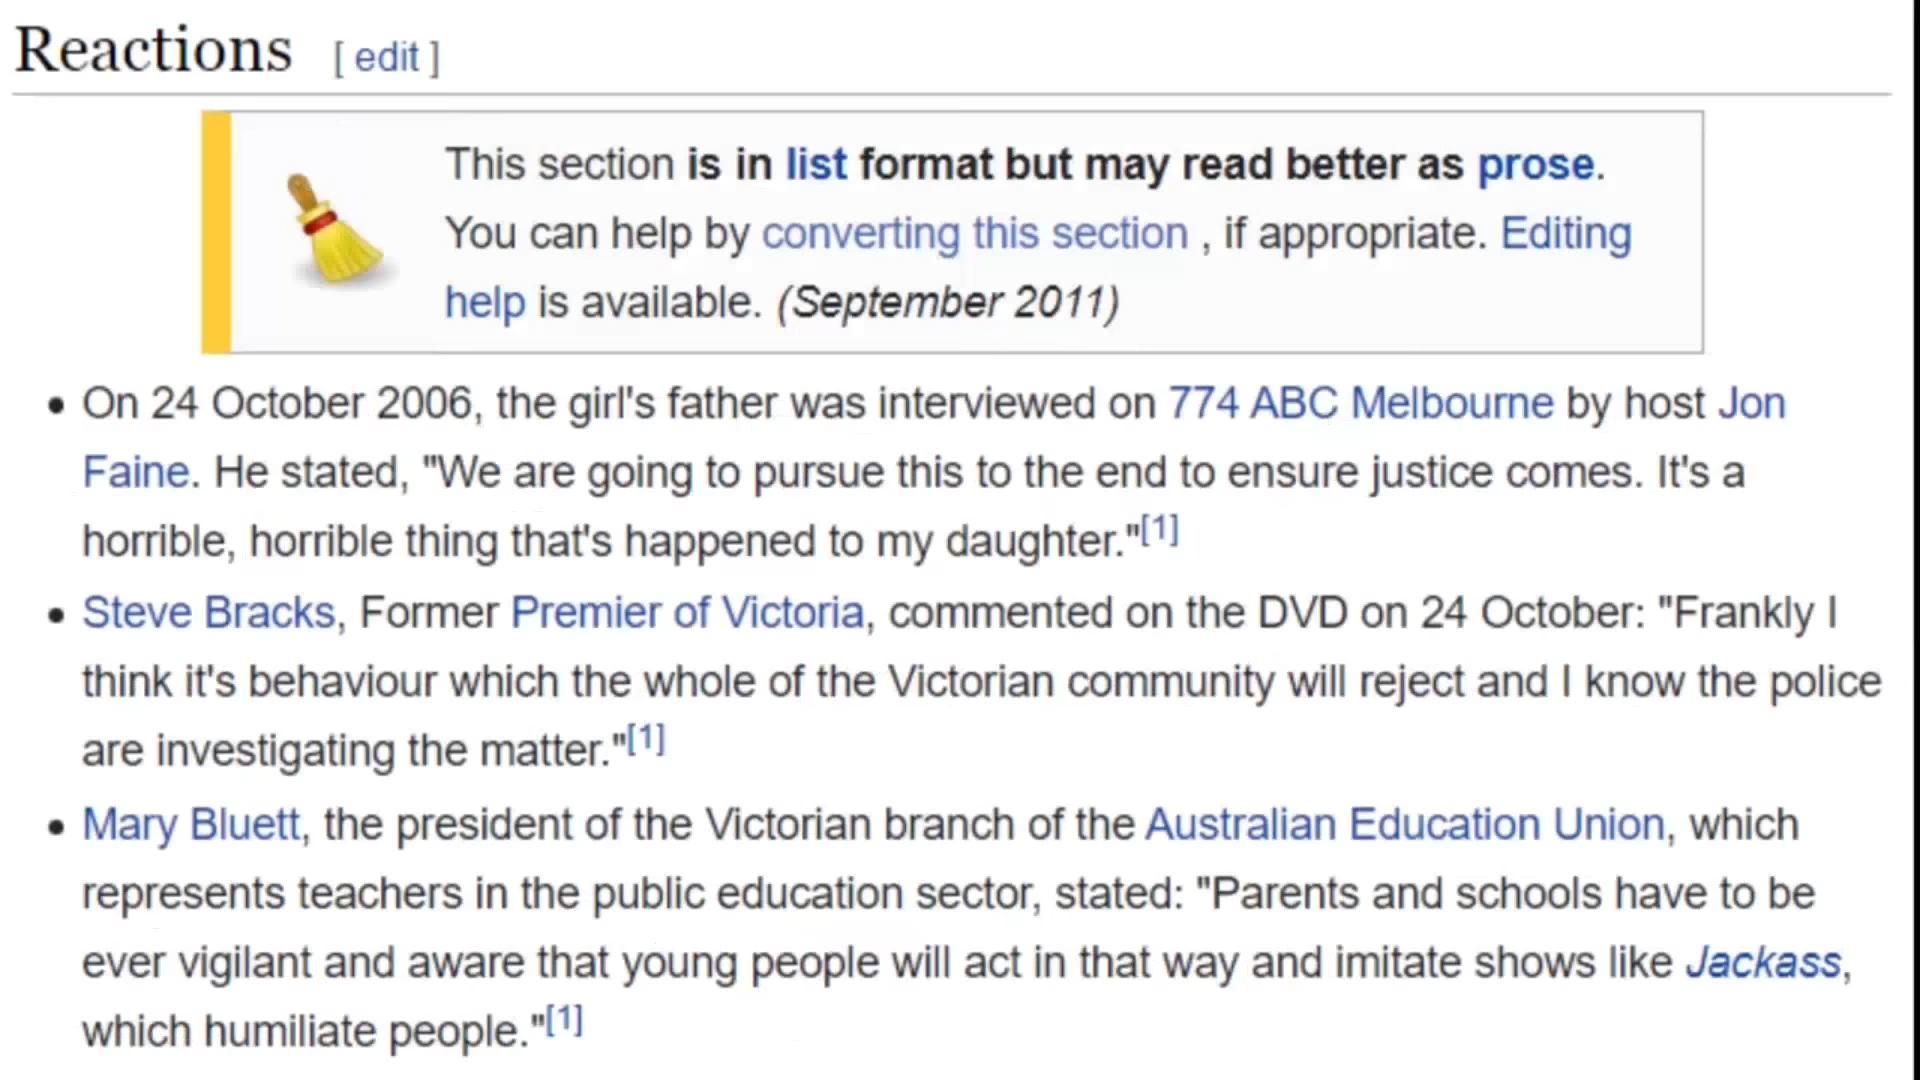 Reactions [ edit ]
This section is in list format but may read better as prose.
You can help by converting this section , if appropriate. Editing
help is available. (September 2011)
• On 24 October 2006, the girl's father was interviewed on 774 ABC Melbourne by host Jon
Faine. He stated, "We are going to pursue this to the end to ensure justice comes. It's a
horrible, horrible thing that's happened to my daughter."[1]
• Steve Bracks, Former Premier of Victoria, commented on the DVD on 24 October: "Frankly I
think it's behaviour which the whole of the Victorian community will reject and I know the police
are investigating the matter."[1]
• Mary Bluett, the president of the Victorian branch of the Australian Education Union, which
represents teachers in the public education sector, stated: "Parents and schools have to be
ever vigilant and aware that young people will act in that way and imitate shows like Jackass,
which humiliate people."[1]